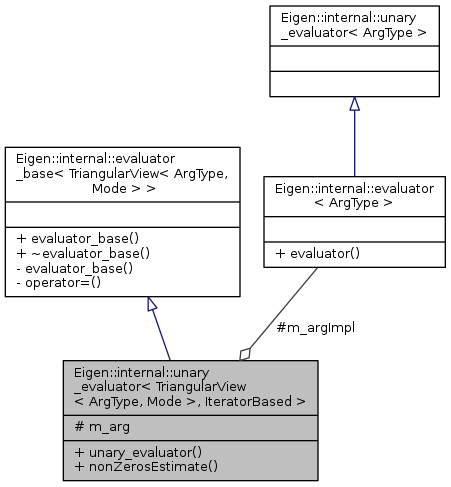 Eigen::internal::unary
_evaluator< ArgType >
Eigen::internal::evaluator
_base< TriangularView< ArgType,
Mode > >
+ evaluator_base()
+ ~evaluator_base()
- evaluator_base()
- operator=()
Eigen::internal::evaluator
< ArgType >
+ evaluator()
#m_argImpl
Eigen::internal::unary
_evaluator< TriangularView
< ArgType, Mode >, IteratorBased >
# m_arg
+ unary_evaluator()
+ nonZerosEstimate()